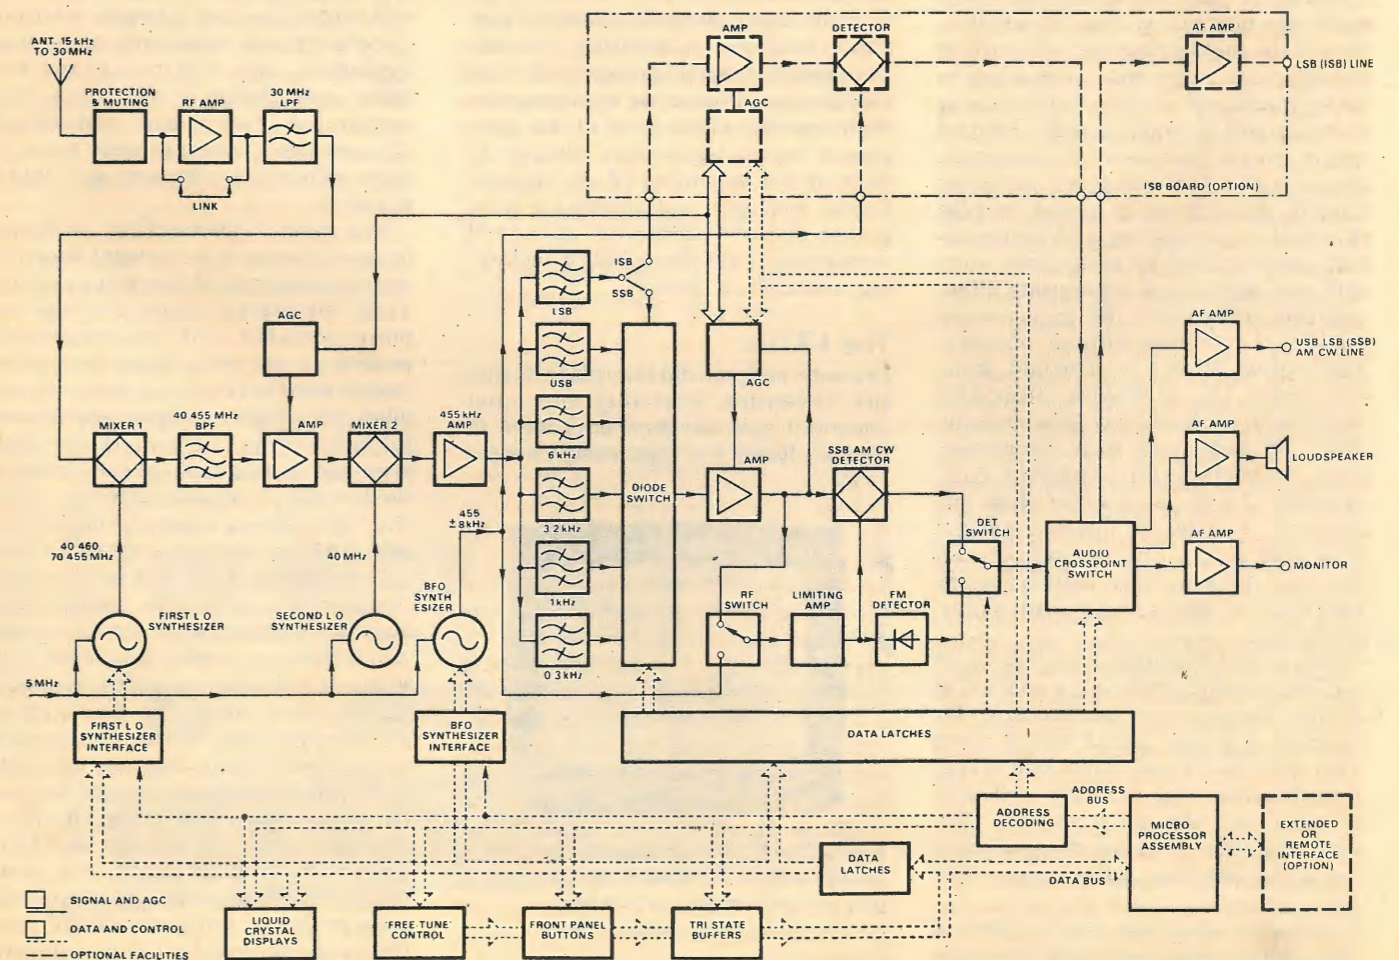 ANT. 15 kHz
TO 30 MHz
PROTECTION
& MUTING
RF AMP
30 MHz
LPF
LINK
AMP
DETECTOR
AF AMP
LSB (ISB) LINE
AGC
ISB BOARD (OPTION)
ISB
SSB
LSB
AGC
USB
AGC
AF AMP
USB LSB (SSB)
AM CW LINE
MIXER 1
40 455 MHz
BPF
AMP
MIXER 2
455 kHz
AMP
6 kHz
DIODE
SWITCH
AMP
SSB AM CW
DETECTOR
AF AMP
LOUDSPEAKER
40 460
70 455 MHz
40 MHz
455
±8 kHz
3 2 kHz
DET
SWITCH
AUDIO
CROSSPOINT
SWITCH
AF AMP
MONITOR
FIRST L O
SYNTHESIZER
SECOND L O
SYNTHESIZER
BFO
SYNTH
ESIZER
1 kHz
RF
SWITCH
LIMITING
AMP
FM
DETECTOR
0 3 kHz
5 MHz
FIRST L O
SYNTHESIZER
INTERFACE
BFO
SYNTHESIZER
INTERFACE
DATA LATCHES
ADDRESS
DECODING
ADDRESS
BUS
MICRO
PROCESSOR
ASSEMBLY
EXTENDED
OR
REMOTE
INTERFACE
(OPTION)
DATA
LATCHES
DATA BUS
SIGNAL AND AGC
DATA AND CONTROL
OPTIONAL FACILITIES
LIQUID
CRYSTAL
DISPLAYS
'FREE-TUNE'
CONTROL
FRONT PANEL
BUTTONS
TRI STATE
BUFFERS